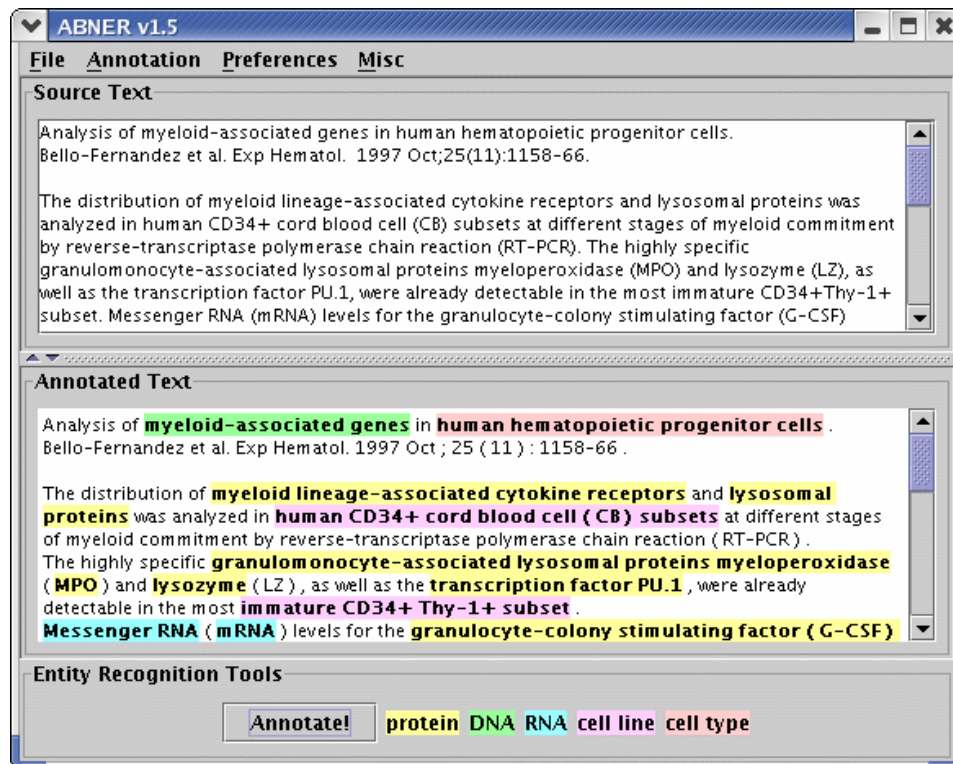 ABNER v1.5
File Annotation Preferences Misc
Source Text
Analysis of myeloid-associated genes in human hematopoietic progenitor cells.
Bello-Fernandez et al. Exp Hematol. 1997 Oct;25(11):1158-66.
The distribution of myeloid lineage-associated cytokine receptors and lysosomal proteins was
analyzed in human CD34+ cord blood cell (CB) subsets at different stages of myeloid commitment
by reverse-transcriptase polymerase chain reaction (RT-PCR). The highly specific
granulomonocyte-associated lysosomal proteins myeloperoxidase (MPO) and lysozyme (LZ), as
well as the transcription factor PU.1, were already detectable in the most immature CD34+Thy-1+
subset. Messenger RNA (mRNA) levels for the granulocyte-colony stimulating factor (G-CSF)
Annotated Text
Analysis of myeloid-associated genes in human hematopoietic progenitor cells .
Bello-Fernandez et al. Exp Hematol. 1997 Oct ; 25 ( 11 ) : 1158-66 .
The distribution of myeloid lineage-associated cytokine receptors and lysosomal
proteins was analyzed in human CD34+ cord blood cell ( CB ) subsets at different stages
of myeloid commitment by reverse-transcriptase polymerase chain reaction ( RT-PCR ) .
The highly specific granulomonocyte-associated lysosomal proteins myeloperoxidase
( MPO ) and lysozyme ( LZ ) , as well as the transcription factor PU.1 , were already
detectable in the most immature CD34+ Thy-1+ subset .
Messenger RNA ( mRNA ) levels for the granulocyte-colony stimulating factor ( G-CSF )
Entity Recognition Tools
Annotate! protein DNA RNA cell line cell type